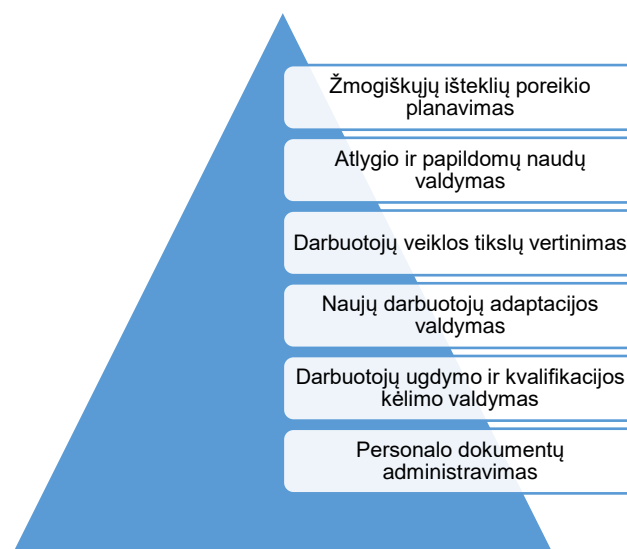 Žmogiškųjų išteklių poreikio
planavimas
Atlygio ir papildomų naudų
valdymas
Darbuotojų veiklos tikslų vertinimas
Naujų darbuotojų adaptacijos
valdymas
Darbuotojų ugdymo ir kvalifikacijos
kėlimo valdymas
Personalo dokumentų
administravimas